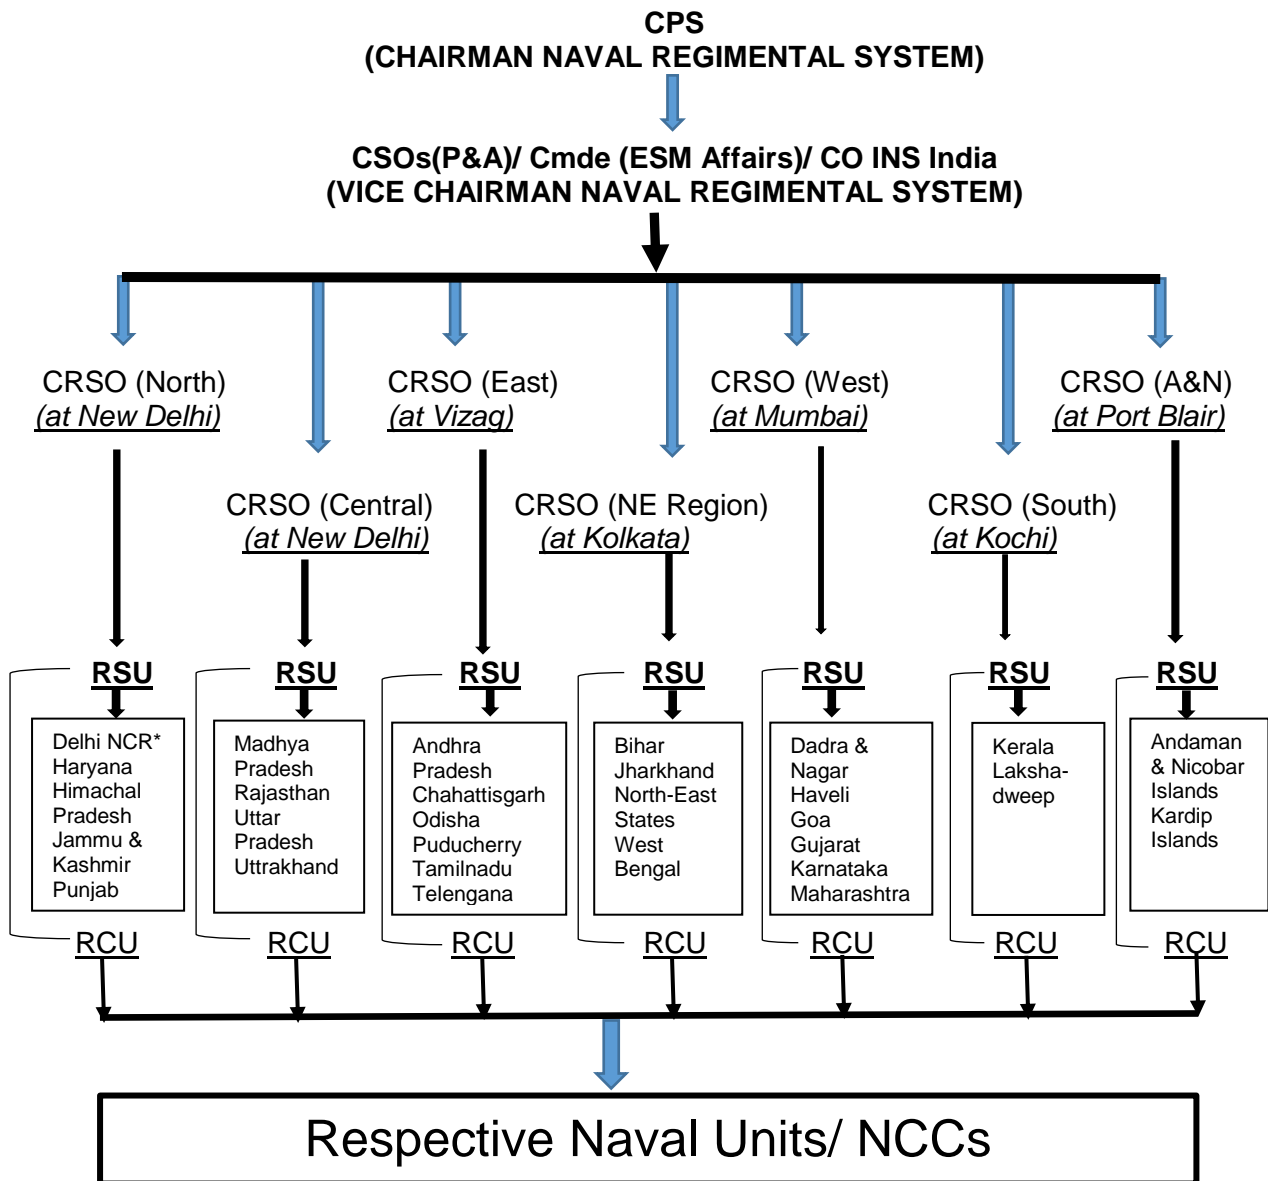 CPS
(CHAIRMAN NAVAL REGIMENTAL SYSTEM)
CSOs(P&A)/ Cmde (ESM Affairs)/ CO INS India
(VICE CHAIRMAN NAVAL REGIMENTAL SYSTEM)
CRSO (North)
(at New Delhi)
CRSO (East)
(at Vizag)
CRSO (West)
(at Mumbai)
CRSO (A&N)
(at Port Blair)
CRSO (Central)
(at New Delhi)
CRSO (NE Region)
(at Kolkata)
CRSO (South)
(at Kochi)
RSU
Delhi NCR*
Haryana
Himachal
Pradesh
Jammu &
Kashmir
Punjab
RCU
RSU
Madhya
Pradesh
Rajasthan
Uttar
Pradesh
Uttrakhand
RCU
RSU
Andhra
Pradesh
Chahattisgarh
Odisha
Puducherry
Tamilnadu
Telengana
RCU
RSU
Bihar
Jharkhand
North-East
States
West
Bengal
RCU
RSU
Dadra &
Nagar
Haveli
Goa
Gujarat
Karnataka
Maharashtra
RCU
RSU
Kerala
Laksha-
dweep
RCU
RSU
Andaman
& Nicobar
Islands
Kardip
Islands
RCU
Respective Naval Units/ NCCs